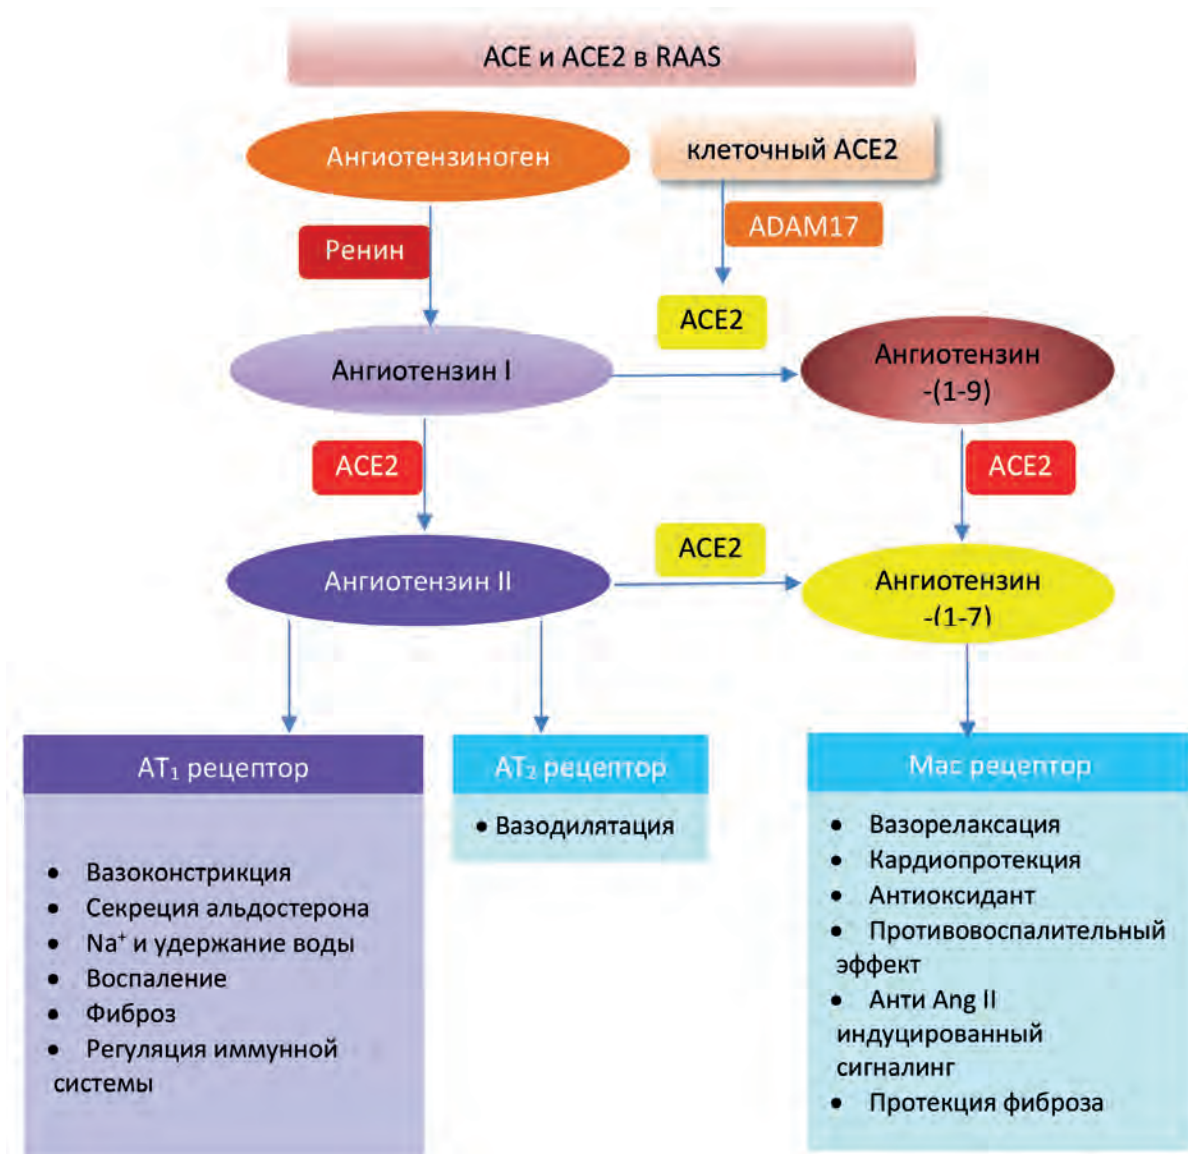 ACE и ACE2 в RAAS
Ангиотензиноген
клеточный ACE2
ADAM17
Ренин
ACE2
Ангиотензин I
Ангиотензин
-(1-9)
ACE2
ACE2
ACE2
Ангиотензин II
Ангиотензин
-(1-7)
AT₁ рецептор
• Вазоконстрикция
• Секреция альдостерона
• Na⁺ и удержание воды
• Воспаление
• Фиброз
• Регуляция иммунной
системы
AT₂ рецептор
• Вазодилятация
Мас рецептор
• Вазорелаксация
• Кардиопротекция
• Антиоксидант
• Противовоспалительный
эффект
• Анти Ang II
индуцированный
сигналинг
• Протекция фиброза